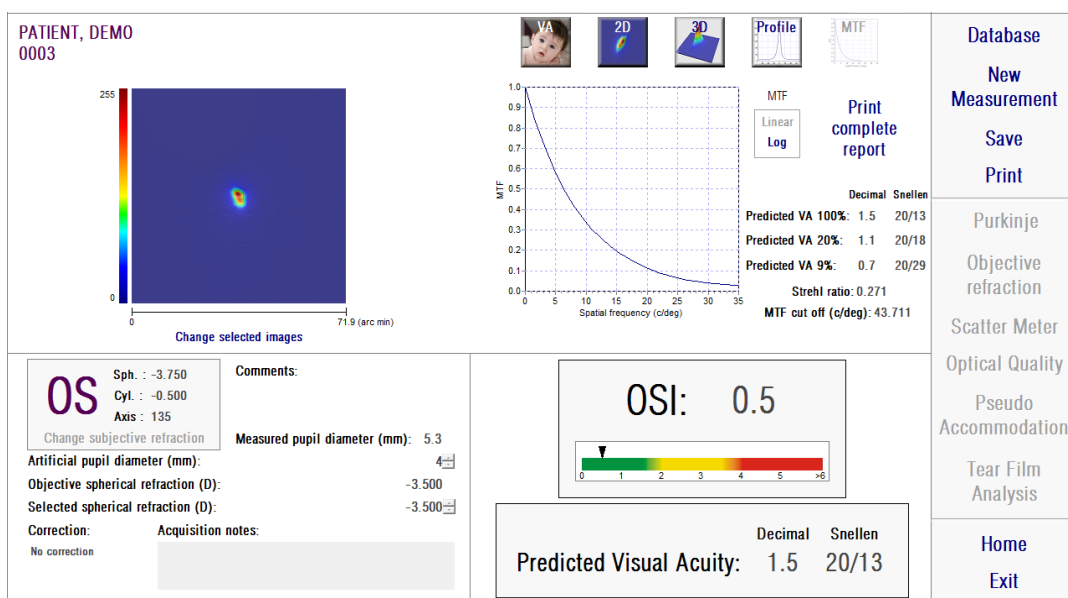 PATIENT, DEMO
0003
VA
2D
3D
Profile
MTF
255
0
0
71.9 (arc min)
Change selected images
1.0
0.9
0.8
0.7
0.6
0.5
0.4
0.3
0.2
0.1
0.0
MTF
0 5 10 15 20 25 30 35
Spatial frequency (c/deg)
MTF
Linear
Log
Print
complete
report
Decimal Snellen
Predicted VA 100%: 1.5 20/13
Predicted VA 20%: 1.1 20/18
Predicted VA 9%: 0.7 20/29
Strehl ratio: 0.271
MTF cut off (c/deg): 43.711
OS
Sph. : -3.750
Cyl. : -0.500
Axis : 135
Change subjective refraction
Comments:
Measured pupil diameter (mm): 5.3
Artificial pupil diameter (mm): 4
Objective spherical refraction (D): -3.500
Selected spherical refraction (D): -3.500
Correction:
No correction
Acquisition notes:
OSI: 0.5
0 1 2 3 4 5 >6
Decimal Snellen
Predicted Visual Acuity: 1.5 20/13
Database
New
Measurement
Save
Print
Purkinje
Objective
refraction
Scatter Meter
Optical Quality
Pseudo
Accommodation
Tear Film
Analysis
Home
Exit